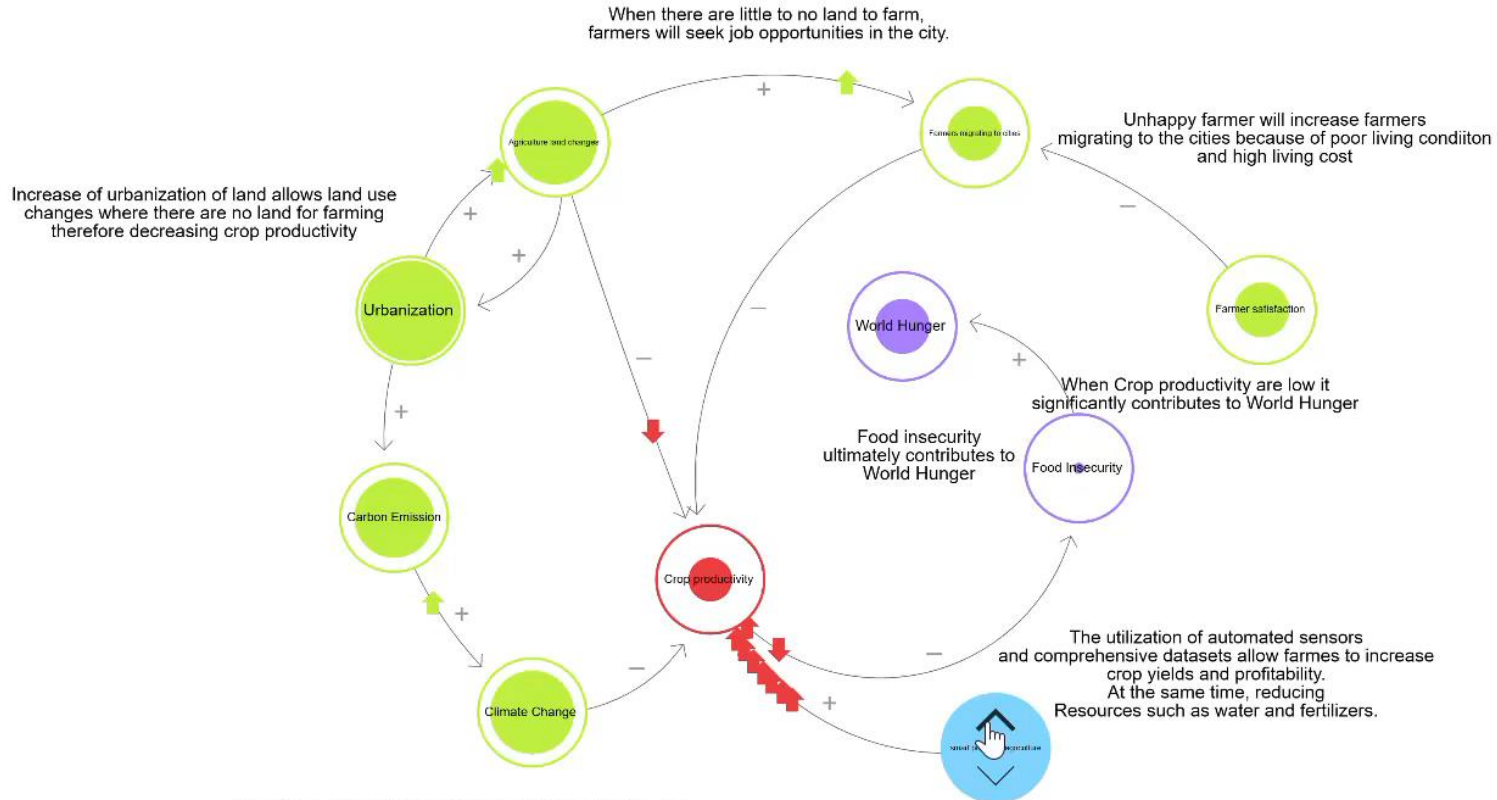 When there are little to no land to farm,
farmers will seek job opportunities in the city.
Agriculture land changes
+
Farmers migrating to cities
Unhappy farmer will increase farmers
migrating to the cities because of poor living condiiton
and high living cost
Increase of urbanization of land allows land use
changes where there are no land for farming
therefore decreasing crop productivity
+
+
–
Urbanization
–
World Hunger
Farmer satisfaction
+
–
+
When Crop productivity are low it
significantly contributes to World Hunger
Food insecurity
ultimately contributes to
World Hunger
Food Insecurity
Carbon Emission
Crop productivity
+
–
–
+
The utilization of automated sensors
and comprehensive datasets allow farmes to increase
crop yields and profitability.
At the same time, reducing
Resources such as water and fertilizers.
Climate Change
smart agriculture